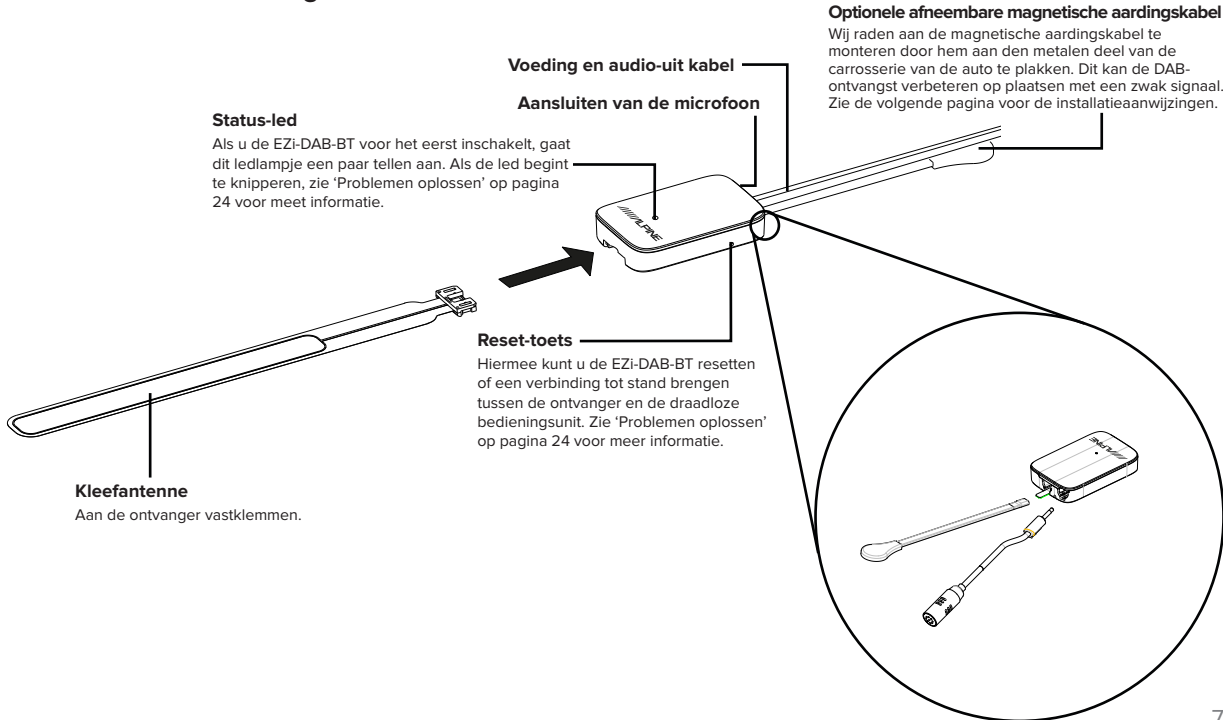 Optionele afneembare magnetische aardingskabel
Wij raden aan de magnetische aardingskabel te
monteren door hem aan den metalen deel van de
carrosserie van de auto te plakken. Dit kan de DAB-
ontvangst verbeteren op plaatsen met een zwak signaal.
Zie de volgende pagina voor de installatieaanwijzingen.
Voeding en audio-uit kabel
Aansluiten van de microfoon
Status-led
Als u de EZi-DAB-BT voor het eerst inschakelt, gaat
dit ledlampje een paar tellen aan. Als de led begint
te knipperen, zie ‘Problemen oplossen’ op pagina
24 voor meet informatie.
ALPINE
Reset-toets
Hiermee kunt u de EZi-DAB-BT resetten
of een verbinding tot stand brengen
tussen de ontvanger en de draadloze
bedieningsunit. Zie ‘Problemen oplossen’
op pagina 24 voor meer informatie.
Kleefantenne
Aan de ontvanger vastklemmen.
ALPINE
7